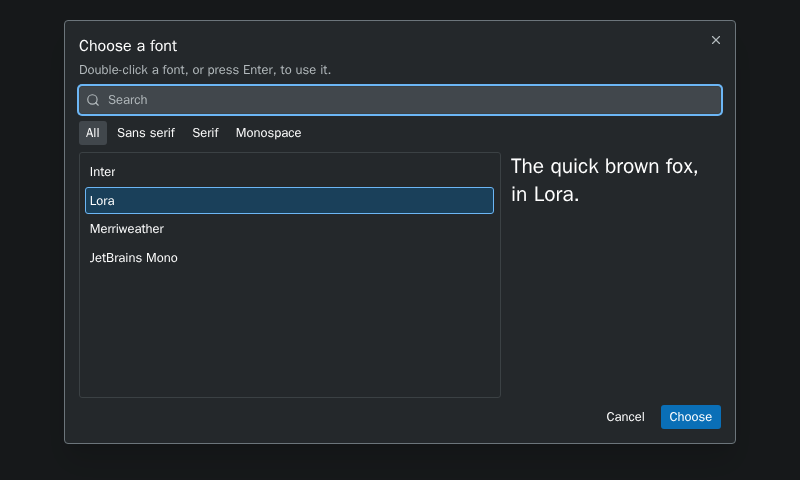 Choose a font
Double-click a font, or press Enter, to use it.
Search
All Sans serif Serif Monospace
Inter
Lora
Merriweather
JetBrains Mono
The quick brown fox,
in Lora.
Cancel Choose